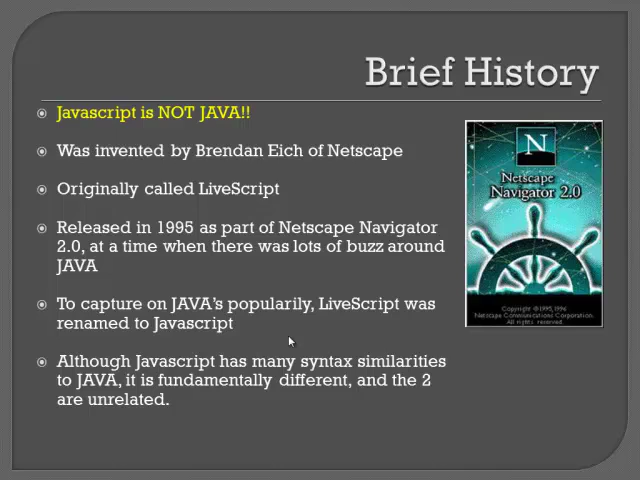 Brief History
Javascript is NOT JAVA!!
Was invented by Brendan Eich of Netscape
Originally called LiveScript
Released in 1995 as part of Netscape Navigator
2.0, at a time when there was lots of buzz around
JAVA
To capture on JAVA's popularily, LiveScript was
renamed to Javascript
Although Javascript has many syntax similarities
to JAVA, it is fundamentally different, and the 2
are unrelated.
N
Netscape
Navigator 2.0
Copyright ©1995,1996
Netscape Communications Corporation.
All rights reserved.